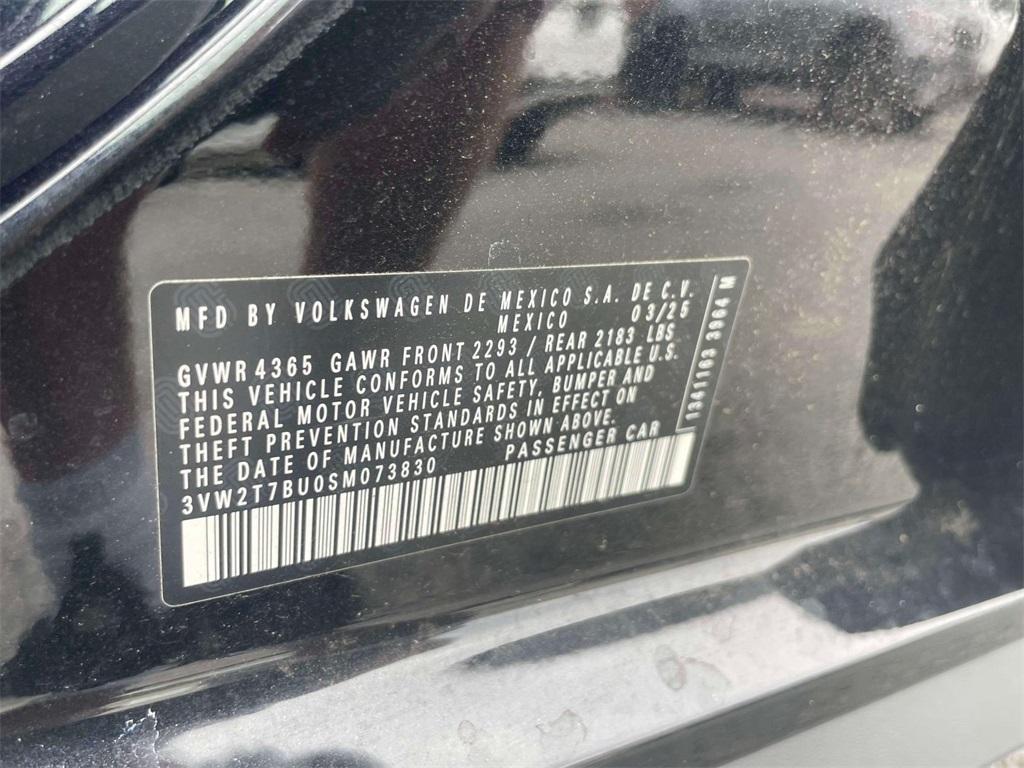 MFD BY VOLKSWAGEN DE MEXICO S.A. DE C.V.
MEXICO 03/25
GVWR 4365 GAWR FRONT 2293 / REAR 2183 LBS
THIS VEHICLE CONFORMS TO ALL APPLICABLE U.S.
FEDERAL MOTOR VEHICLE SAFETY, BUMPER AND
THEFT PREVENTION STANDARDS IN EFFECT ON
THE DATE OF MANUFACTURE SHOWN ABOVE.
3VW2T7BU0SM073830 PASSENGER CAR
1341163 3964 M